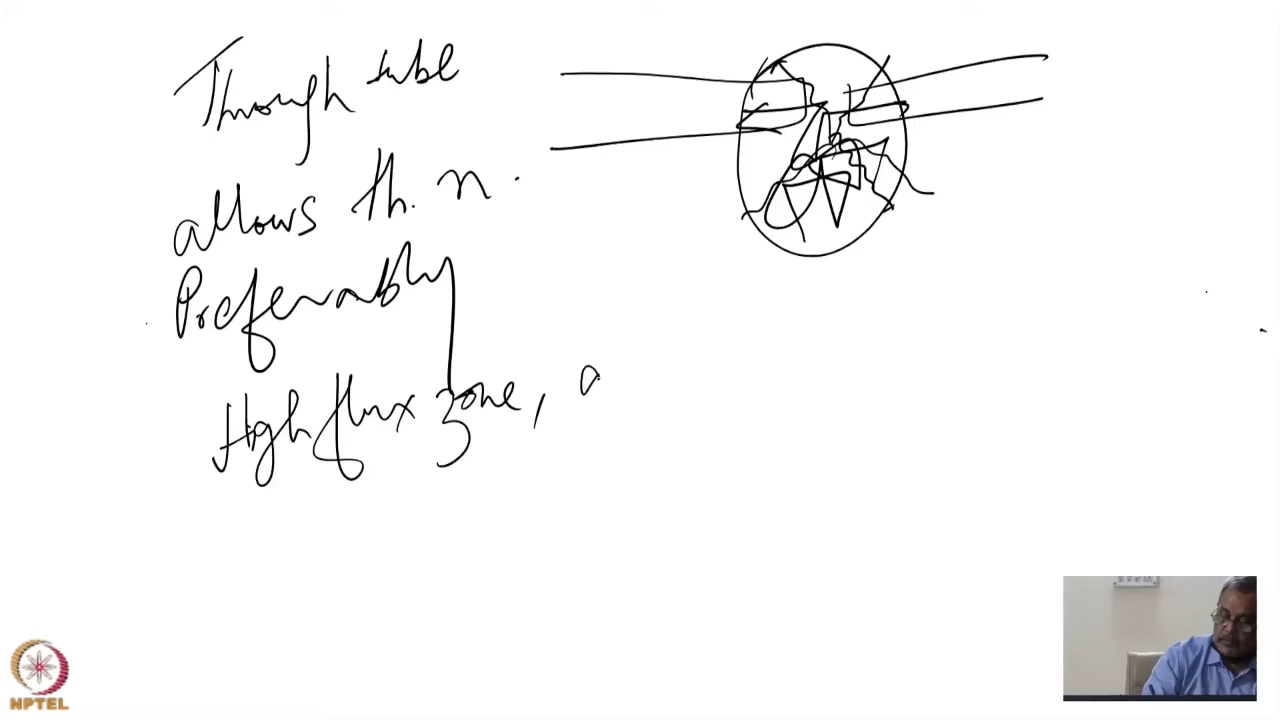 Through tube
allows th. n.
Preferably
High flux zone, a
NPTEL